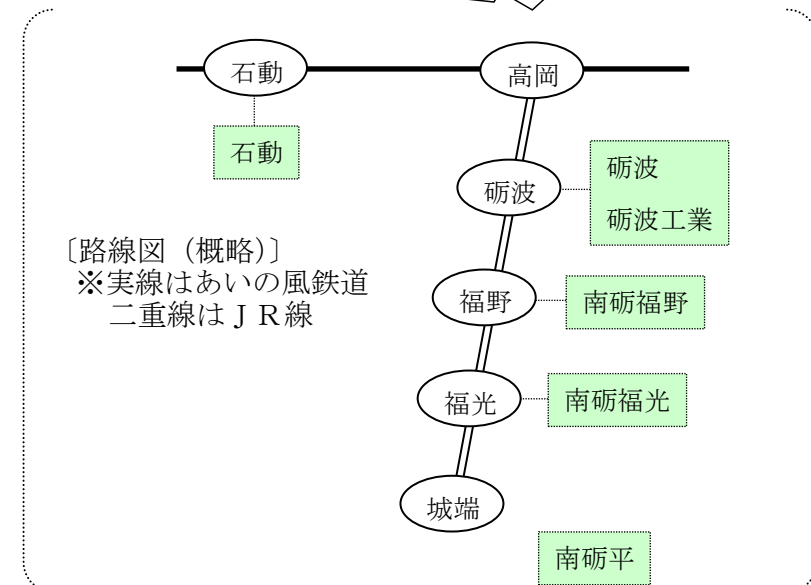 石動
高岡
石動
砺波
砺波
砺波工業
〔路線図（概略）〕
※実線はあいの風鉄道
二重線はＪＲ線
福野
南砺福野
福光
南砺福光
城端
南砺平